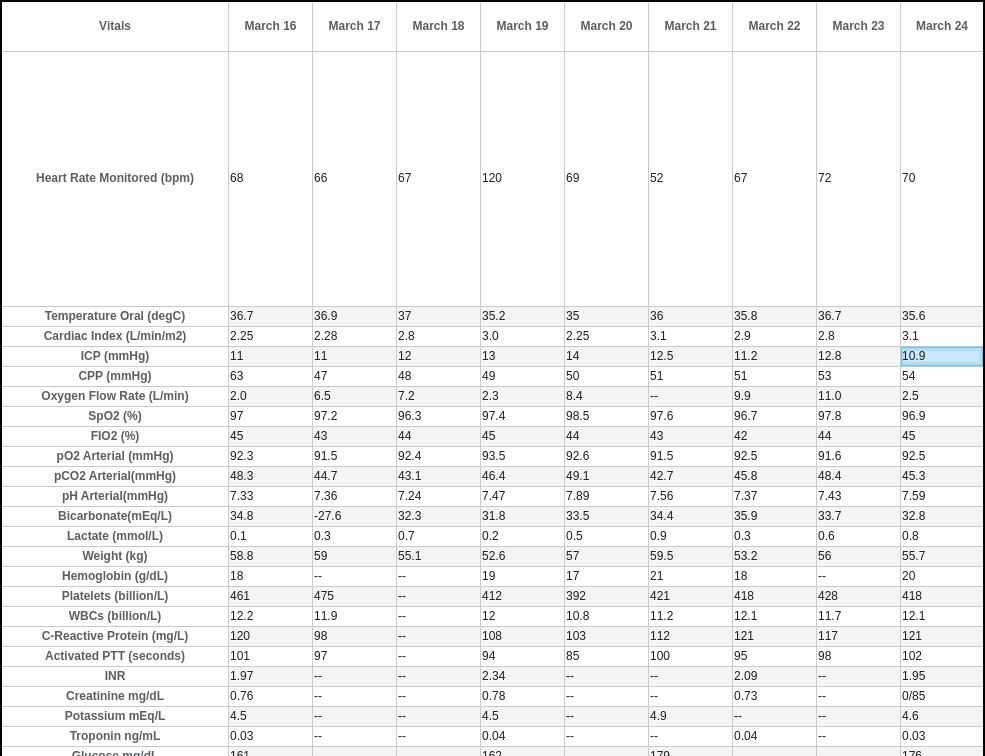 Vitals March 16 March 17 March 18 March 19 March 20 March 21 March 22 March 23 March 24
Heart Rate Monitored (bpm) 68 66 67 120 69 52 67 72 70
Temperature Oral (degC) 36.7 36.9 37 35.2 35 36 35.8 36.7 35.6
Cardiac Index (L/min/m2) 2.25 2.28 2.8 3.0 2.25 3.1 2.9 2.8 3.1
ICP (mmHg) 11 11 12 13 14 12.5 11.2 12.8 10.9
CPP (mmHg) 63 47 48 49 50 51 51 53 54
Oxygen Flow Rate (L/min) 2.0 6.5 7.2 2.3 8.4 -- 9.9 11.0 2.5
SpO2 (%) 97 97.2 96.3 97.4 98.5 97.6 96.7 97.8 96.9
FIO2 (%) 45 43 44 45 44 43 42 44 45
pO2 Arterial (mmHg) 92.3 91.5 92.4 93.5 92.6 91.5 92.5 91.6 92.5
pCO2 Arterial(mmHg) 48.3 44.7 43.1 46.4 49.1 42.7 45.8 48.4 45.3
pH Arterial(mmHg) 7.33 7.36 7.24 7.47 7.89 7.56 7.37 7.43 7.59
Bicarbonate(mEq/L) 34.8 -27.6 32.3 31.8 33.5 34.4 35.9 33.7 32.8
Lactate (mmol/L) 0.1 0.3 0.7 0.2 0.5 0.9 0.3 0.6 0.8
Weight (kg) 58.8 59 55.1 52.6 57 59.5 53.2 56 55.7
Hemoglobin (g/dL) 18 -- -- 19 17 21 18 -- 20
Platelets (billion/L) 461 475 -- 412 392 421 418 428 418
WBCs (billion/L) 12.2 11.9 -- 12 10.8 11.2 12.1 11.7 12.1
C-Reactive Protein (mg/L) 120 98 -- 108 103 112 121 117 121
Activated PTT (seconds) 101 97 -- 94 85 100 95 98 102
INR 1.97 -- -- 2.34 -- -- 2.09 -- 1.95
Creatinine mg/dL 0.76 -- -- 0.78 -- -- 0.73 -- 0/85
Potassium mEq/L 4.5 -- -- 4.5 -- 4.9 -- -- 4.6
Troponin ng/mL 0.03 -- -- 0.04 -- -- 0.04 -- 0.03
Glucose mg/dL 161 162 179 176